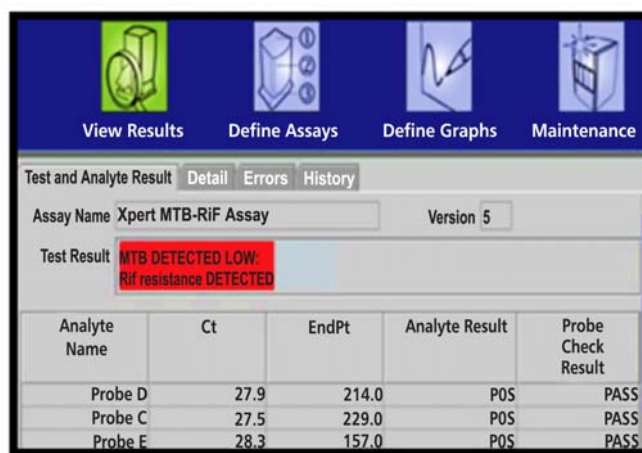 View Results Define Assays Define Graphs Maintenance
Test and Analyte Result Detail Errors History
Assay Name Xpert MTB-RiF Assay Version 5
Test Result MTB DETECTED LOW:
Rif resistance DETECTED
Analyte Name Ct EndPt Analyte Result Probe Check Result
Probe D 27.9 214.0 POS PASS
Probe C 27.5 229.0 POS PASS
Probe E 28.3 157.0 POS PASS